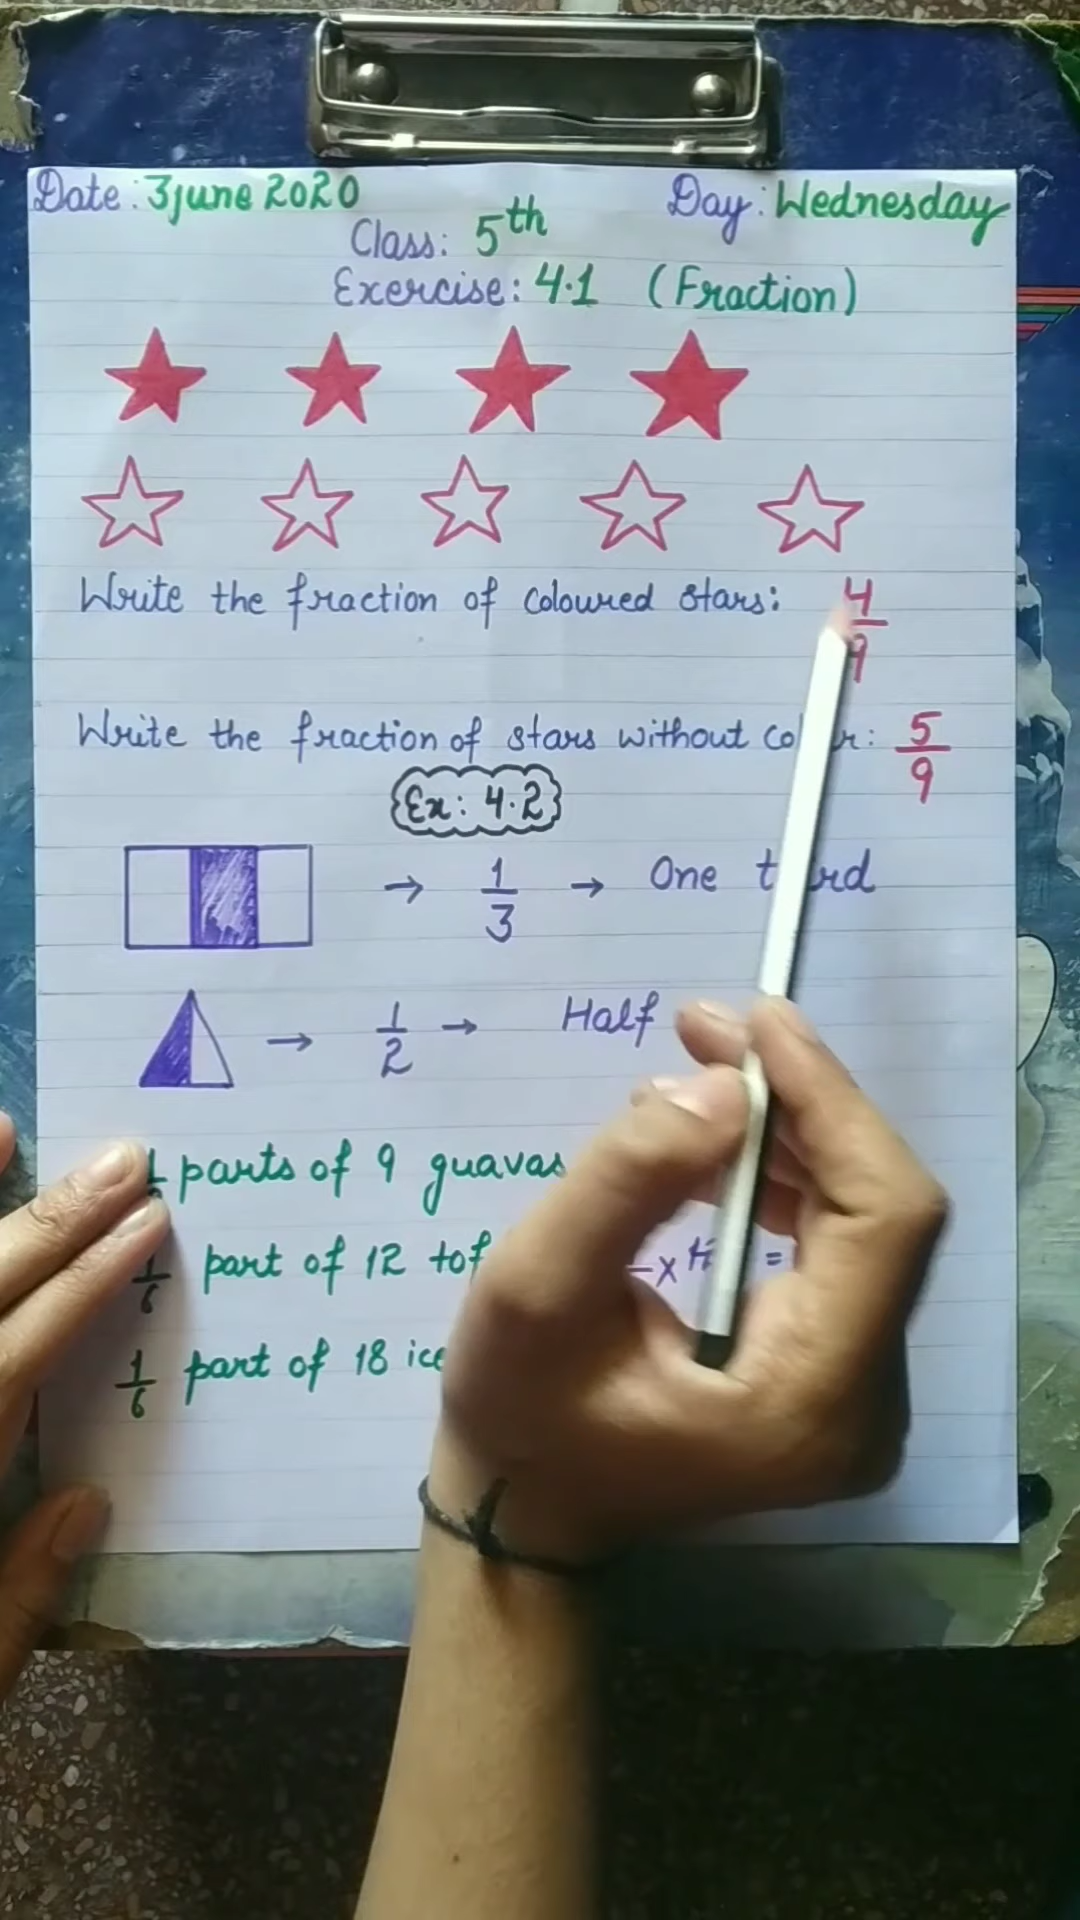 Date: 3 june 2020 Day: Wednesday
Class: 5th
Exercise: 4.1 (Fraction)
Write the fraction of coloured stars: 4/9
Write the fraction of stars without : 5/9
Ex: 4.2
→ 1/3 → One
→ 1/2 → Half
parts of 9 guavas
1/6 part of 12 × =
1/6 part of 18